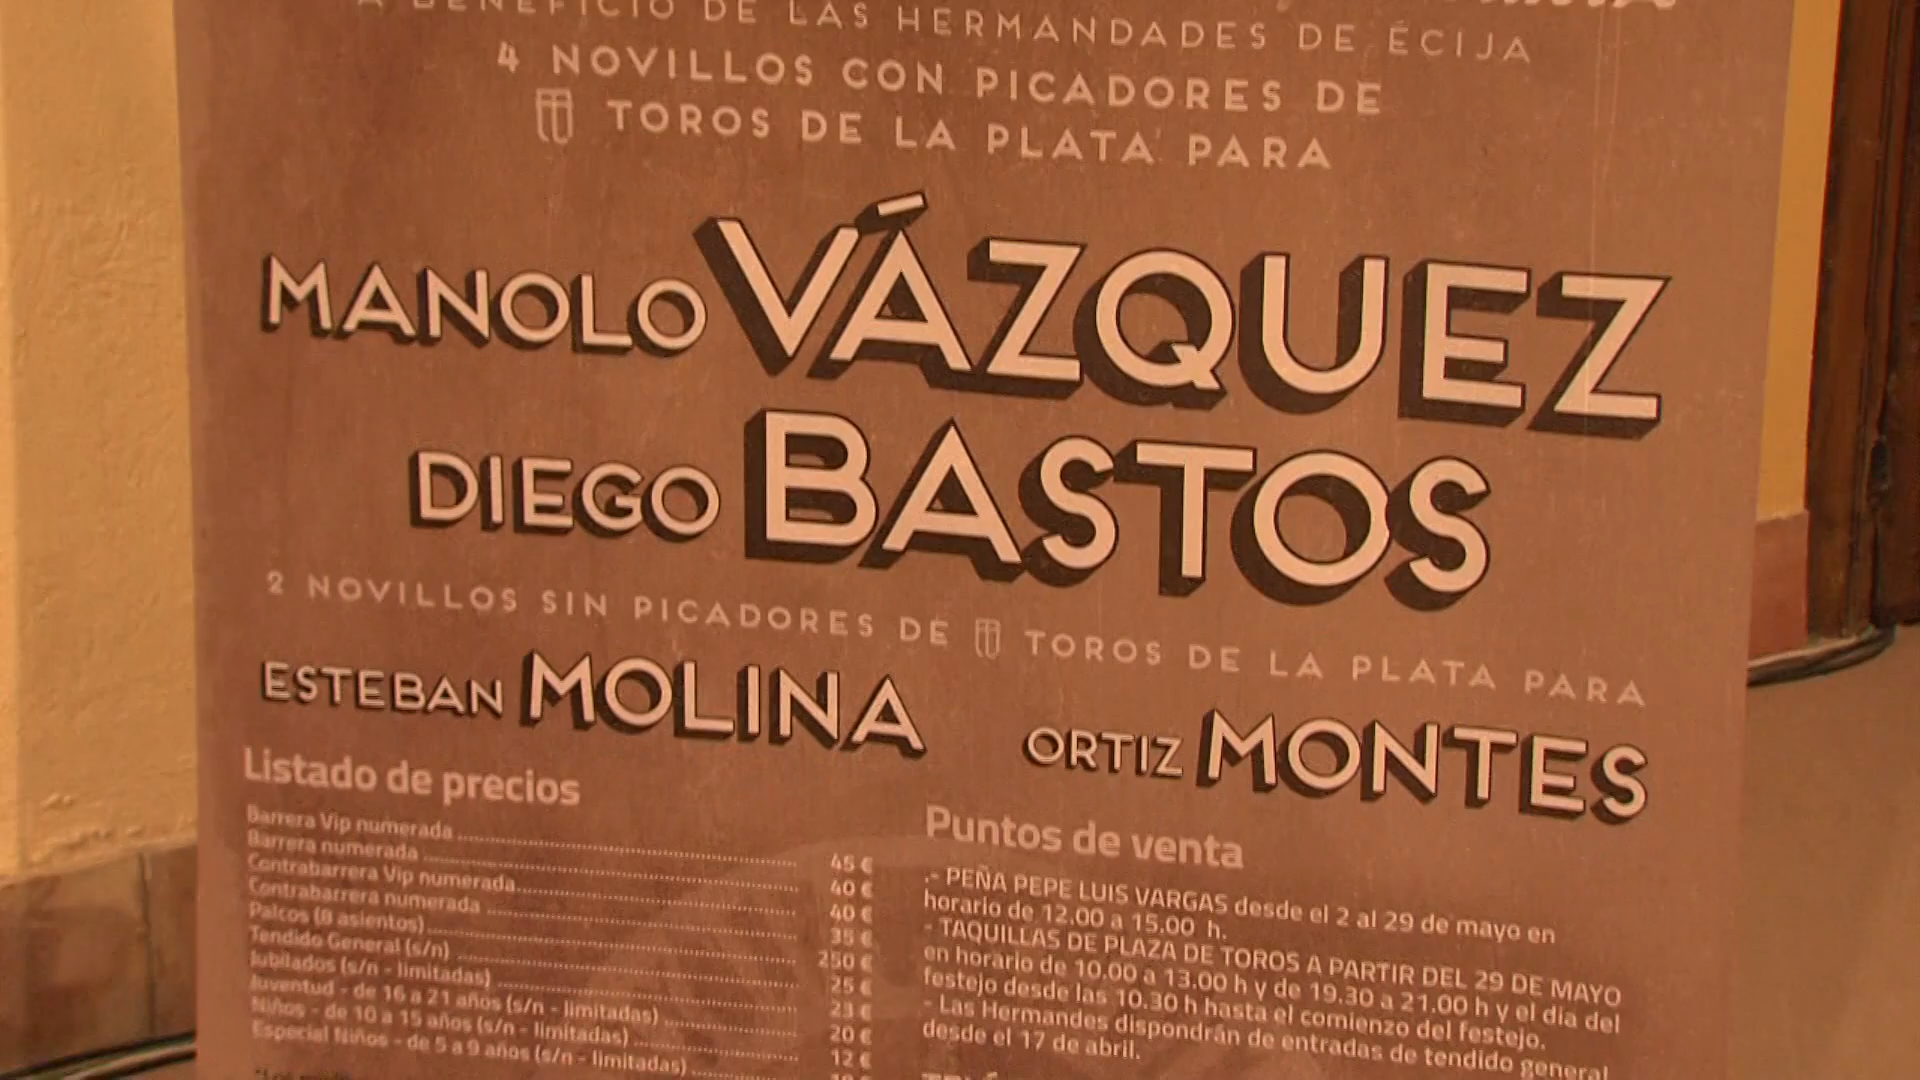 A BENEFICIO DE LAS HERMANDADES DE ÉCIJA
4 NOVILLOS CON PICADORES DE
TOROS DE LA PLATA PARA
MANOLO VÁZQUEZ
DIEGO BASTOS
2 NOVILLOS SIN PICADORES DE TOROS DE LA PLATA PARA
ESTEBAN MOLINA
ORTIZ MONTES
Listado de precios
Barrera Vip numerada 45 €
Barrera numerada 40 €
Contrabarrera Vip numerada 40 €
Contrabarrera numerada 35 €
Palcos (8 asientos) 250 €
Tendido General (s/n) 25 €
Jubilados (s/n - limitadas) 23 €
Juventud - de 16 a 21 años (s/n - limitadas) 20 €
Niños - de 10 a 15 años (s/n - limitadas) 12 €
Especial Niños - de 5 a 9 años (s/n - limitadas)
Puntos de venta
.- PEÑA PEPE LUIS VARGAS desde el 2 al 29 de mayo en
horario de 12.00 a 15.00 h.
- TAQUILLAS DE PLAZA DE TOROS A PARTIR DEL 29 DE MAYO
en horario de 10.00 a 13.00 h y de 19.30 a 21.00 h y el día del
festejo desde las 10.30 h hasta el comienzo del festejo.
- Las Hermandes dispondrán de entradas de tendido general
desde el 17 de abril.